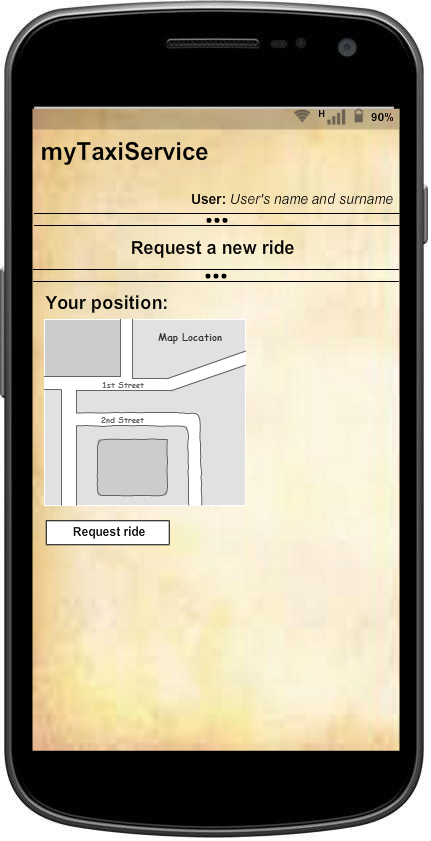 H 90%
myTaxiService
User: User's name and surname
Request a new ride
Your position:
Map Location
1st Street
2nd Street
Request ride